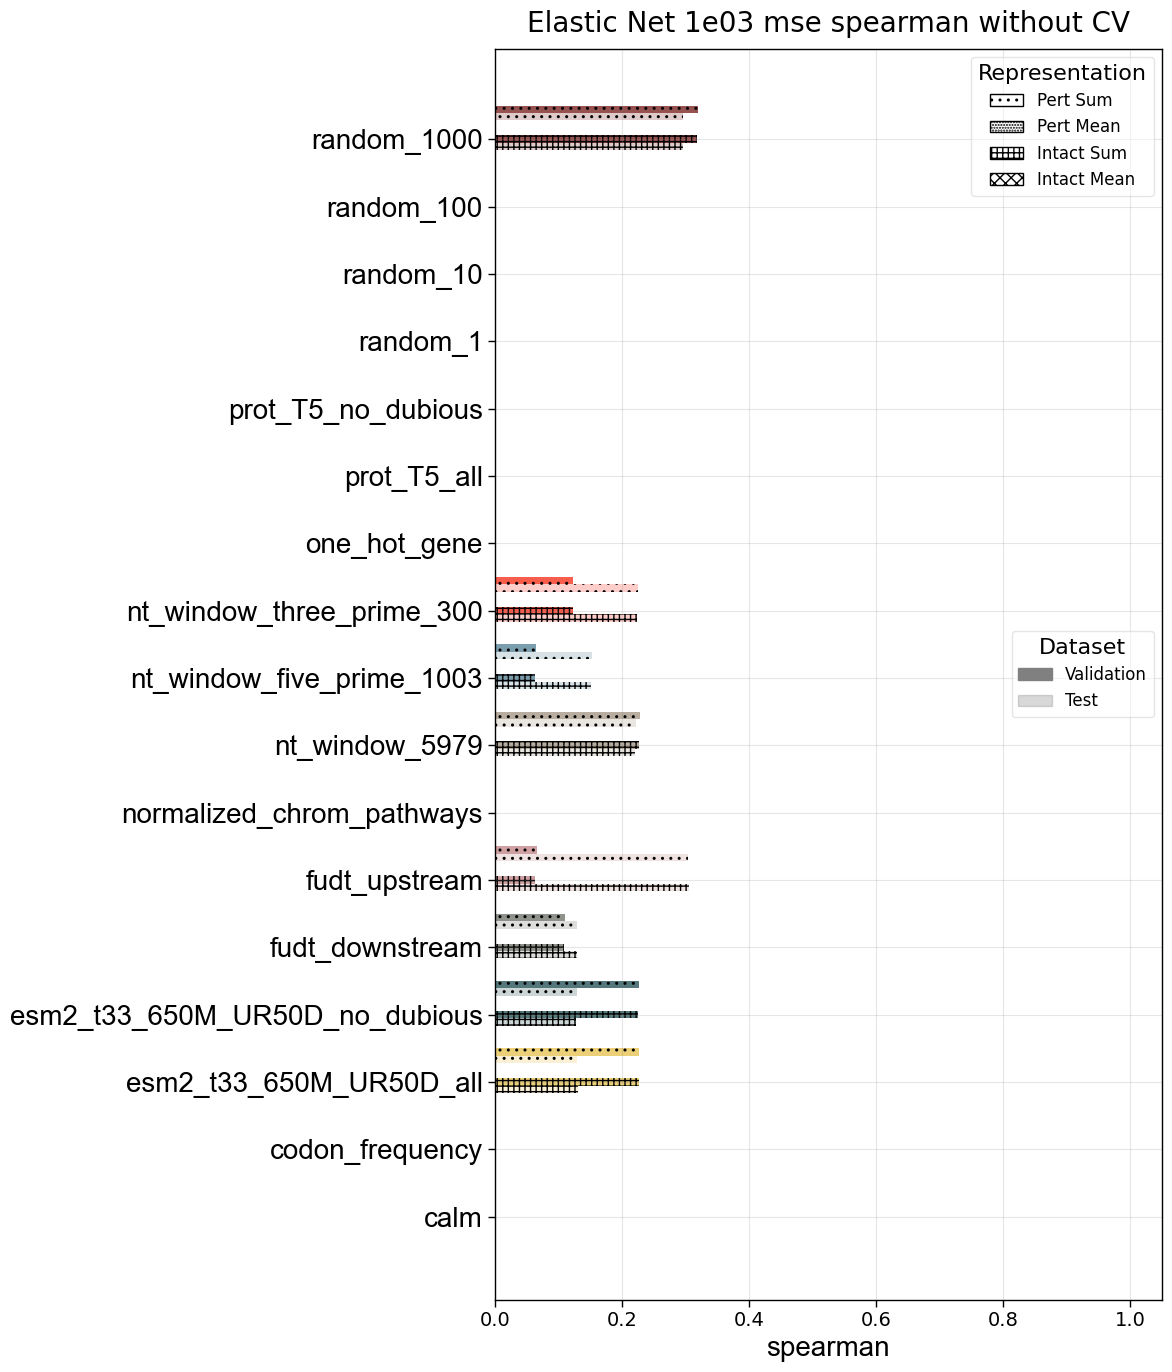 Elastic Net 1e03 mse spearman without CV
Representation
Pert Sum
Pert Mean
Intact Sum
Intact Mean
random_1000
random_100
random_10
random_1
prot_T5_no_dubious
prot_T5_all
one_hot_gene
nt_window_three_prime_300
nt_window_five_prime_1003
nt_window_5979
normalized_chrom_pathways
fudt_upstream
fudt_downstream
esm2_t33_650M_UR50D_no_dubious
esm2_t33_650M_UR50D_all
codon_frequency
calm
Dataset
Validation
Test
0.0 0.2 0.4 0.6 0.8 1.0
spearman